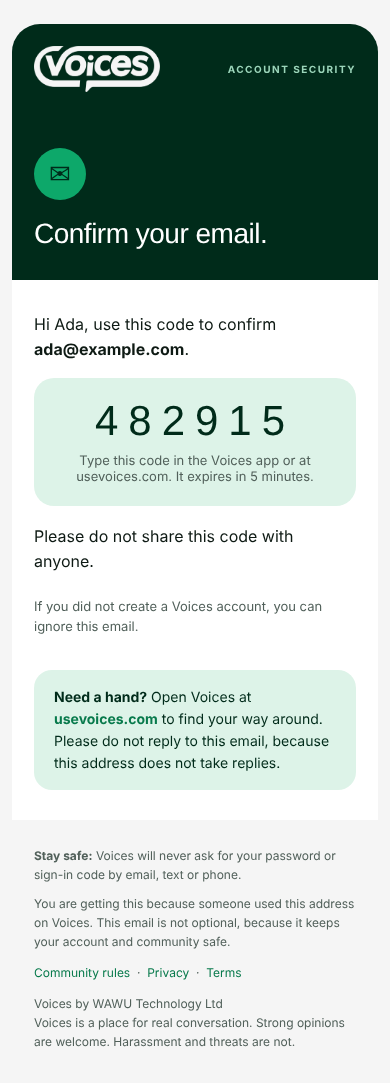 Voices
ACCOUNT SECURITY
Confirm your email.
Hi Ada, use this code to confirm
ada@example.com.
482915
Type this code in the Voices app or at
usevoices.com. It expires in 5 minutes.
Please do not share this code with
anyone.
If you did not create a Voices account, you can
ignore this email.
Need a hand? Open Voices at
usevoices.com to find your way around.
Please do not reply to this email, because
this address does not take replies.
Stay safe: Voices will never ask for your password or
sign-in code by email, text or phone.
You are getting this because someone used this address
on Voices. This email is not optional, because it keeps
your account and community safe.
Community rules · Privacy · Terms
Voices by WAWU Technology Ltd
Voices is a place for real conversation. Strong opinions
are welcome. Harassment and threats are not.